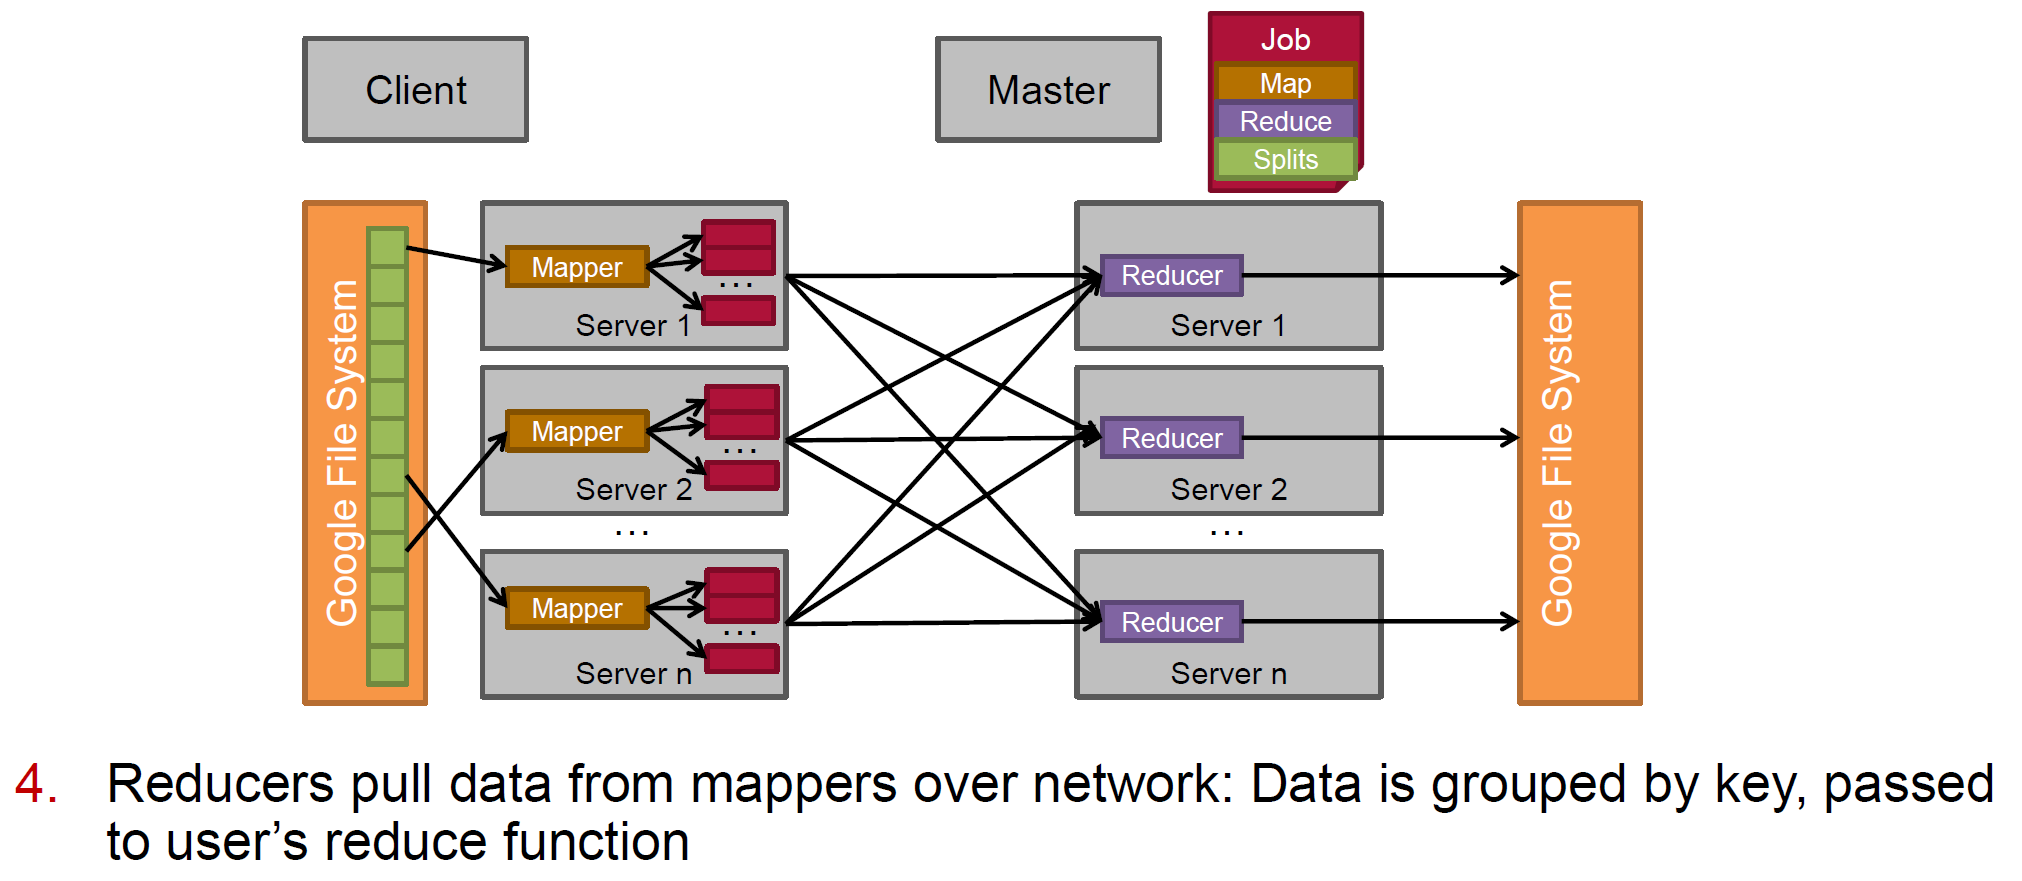 Client
Master
Job
Map
Reduce
Splits
Google File System
Mapper
...
Server 1
Mapper
...
Server 2
...
Mapper
...
Server n
Reducer
Server 1
Reducer
Server 2
...
Reducer
Server n
Google File System
4. Reducers pull data from mappers over network: Data is grouped by key, passed
to user’s reduce function